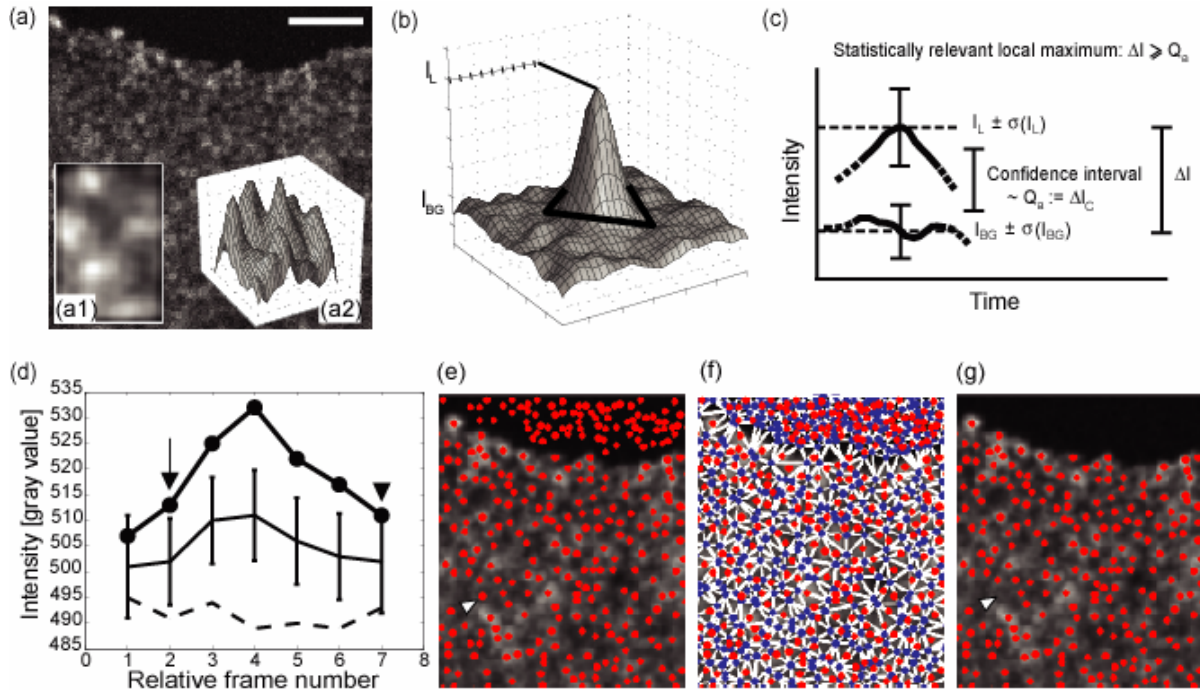 (a)
(a1)
(a2)
(b)
I_L
I_BG
(c)
Statistically relevant local maximum: ΔI ⩾ Q_a
Intensity
I_L ± σ(I_L)
Confidence interval
~ Q_a := ΔI_C
ΔI
I_BG ± σ(I_BG)
Time
(d)
Intensity [gray value]
535
530
525
520
515
510
505
500
495
490
485
0 1 2 3 4 5 6 7 8
Relative frame number
(e)
(f)
(g)